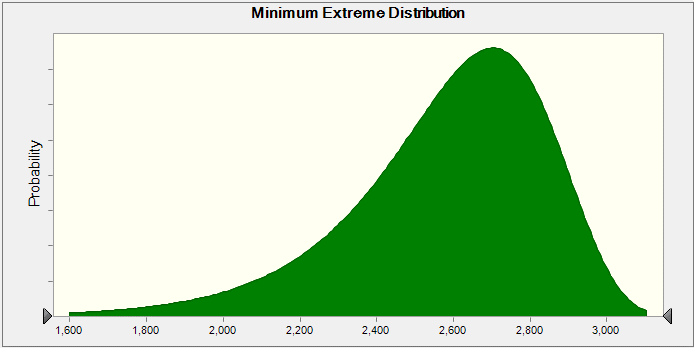 Minimum Extreme Distribution
Probability
1,600 1,800 2,000 2,200 2,400 2,600 2,800 3,000